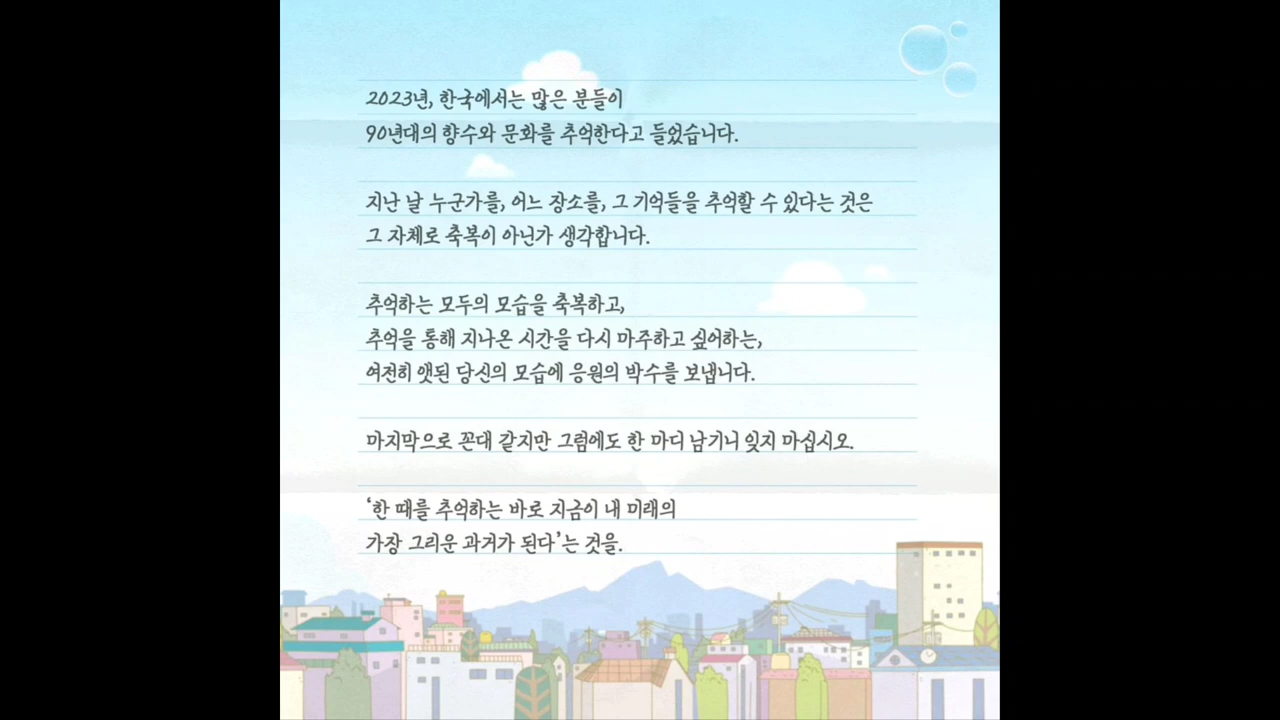 2023년, 한국에서는 많은 분들이
90년대의 향수와 문화를 추억한다고 들었습니다.
지난 날 누군가를, 어느 장소를, 그 기억들을 추억할 수 있다는 것은
그 자체로 축복이 아닌가 생각합니다.
추억하는 모두의 모습을 축복하고,
추억을 통해 지나온 시간을 다시 마주하고 싶어하는,
여전히 앳된 당신의 모습에 응원의 박수를 보냅니다.
마지막으로 꼰대 같지만 그럼에도 한 마디 남기니 잊지 마십시오.
‘한 때를 추억하는 바로 지금이 내 미래의
가장 그리운 과거가 된다’는 것을.